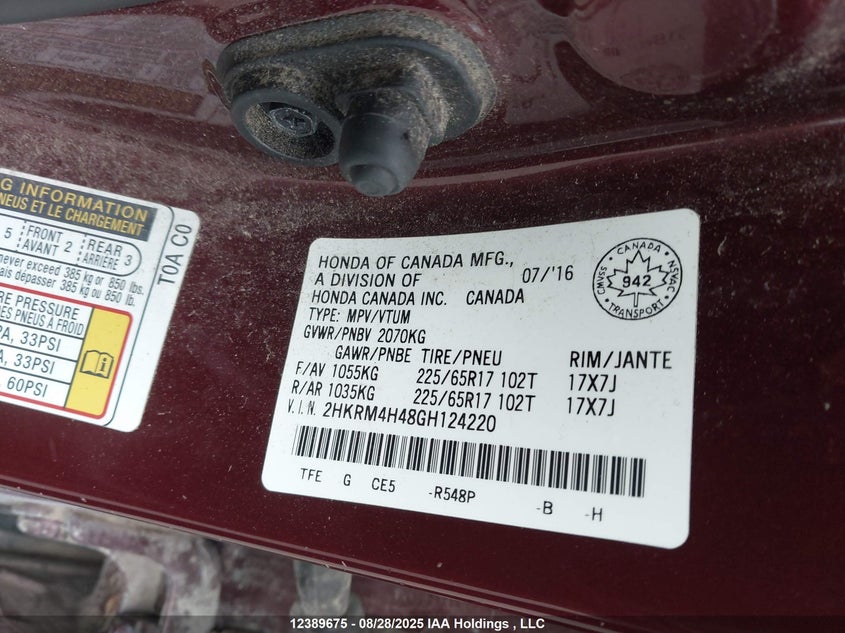 G INFORMATION
NEUS ET LE CHARGEMENT
5 FRONT AVANT 2 REAR ARRIÈRE 3
never exceed 385 kg or 850 lbs.
ais dépasser 385 kg ou 850 lb.
RE PRESSURE
DES PNEUS À FROID
PA, 33PSI
A, 33PSI
, 60PSI
T0A C0
HONDA OF CANADA MFG., 07/'16
A DIVISION OF
HONDA CANADA INC. CANADA
TYPE: MPV/VTUM
GVWR/PNBV 2070KG
GAWR/PNBE TIRE/PNEU RIM/JANTE
F/AV 1055KG 225/65R17 102T 17X7J
R/AR 1035KG 225/65R17 102T 17X7J
V.I.N. 2HKRM4H48GH124220
TFE G CE5 -R548P -B -H
CANADA
CMVSS 942 NSVAC
TRANSPORT
12389675 - 08/28/2025 IAA Holdings , LLC